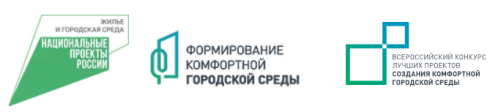 ЖИЛЬЕ
И ГОРОДСКАЯ СРЕДА
НАЦИОНАЛЬНЫЕ
ПРОЕКТЫ
РОССИИ
ФОРМИРОВАНИЕ
КОМФОРТНОЙ
ГОРОДСКОЙ СРЕДЫ
ВСЕРОССИЙСКИЙ КОНКУРС
ЛУЧШИХ ПРОЕКТОВ
СОЗДАНИЯ КОМФОРТНОЙ
ГОРОДСКОЙ СРЕДЫ